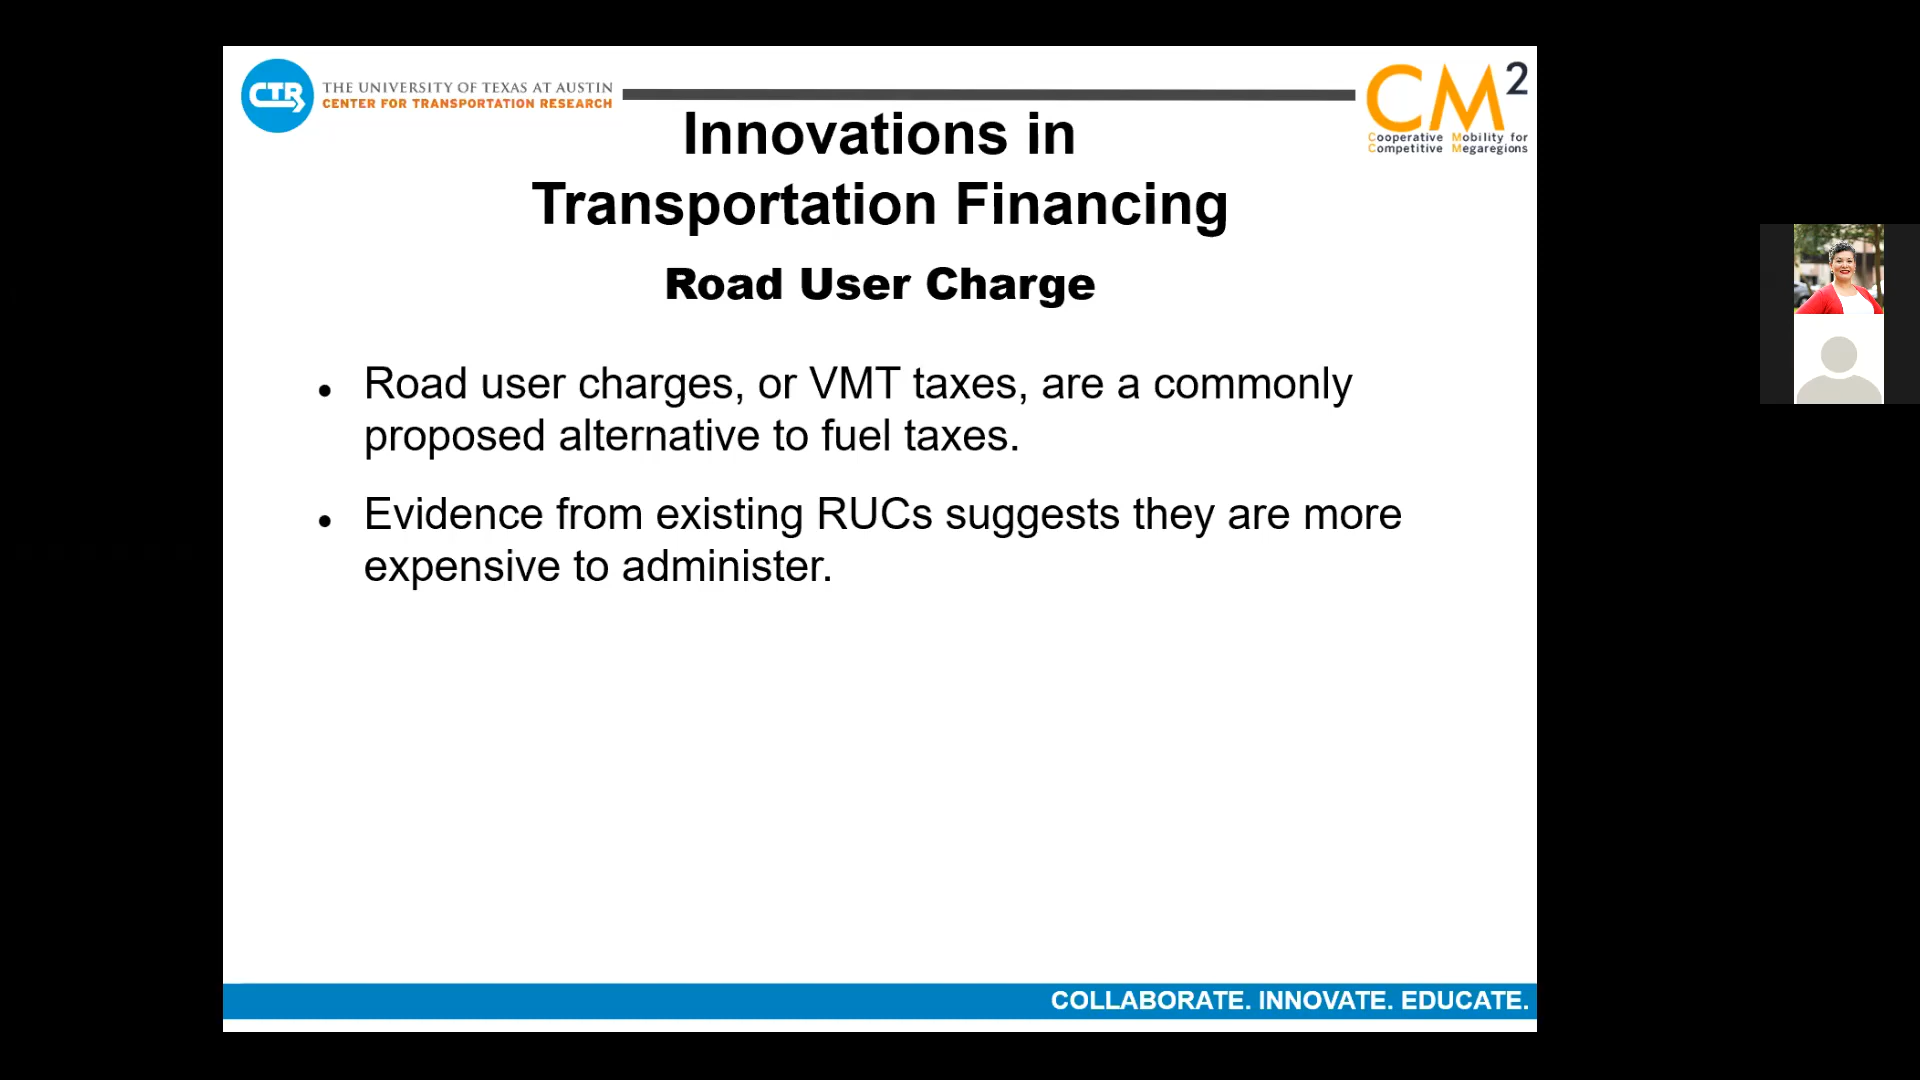 CTR
THE UNIVERSITY OF TEXAS AT AUSTIN
CENTER FOR TRANSPORTATION RESEARCH
CM2
Cooperative Mobility for
Competitive Megaregions
Innovations in
Transportation Financing
Road User Charge
• Road user charges, or VMT taxes, are a commonly
proposed alternative to fuel taxes.
• Evidence from existing RUCs suggests they are more
expensive to administer.
COLLABORATE. INNOVATE. EDUCATE.